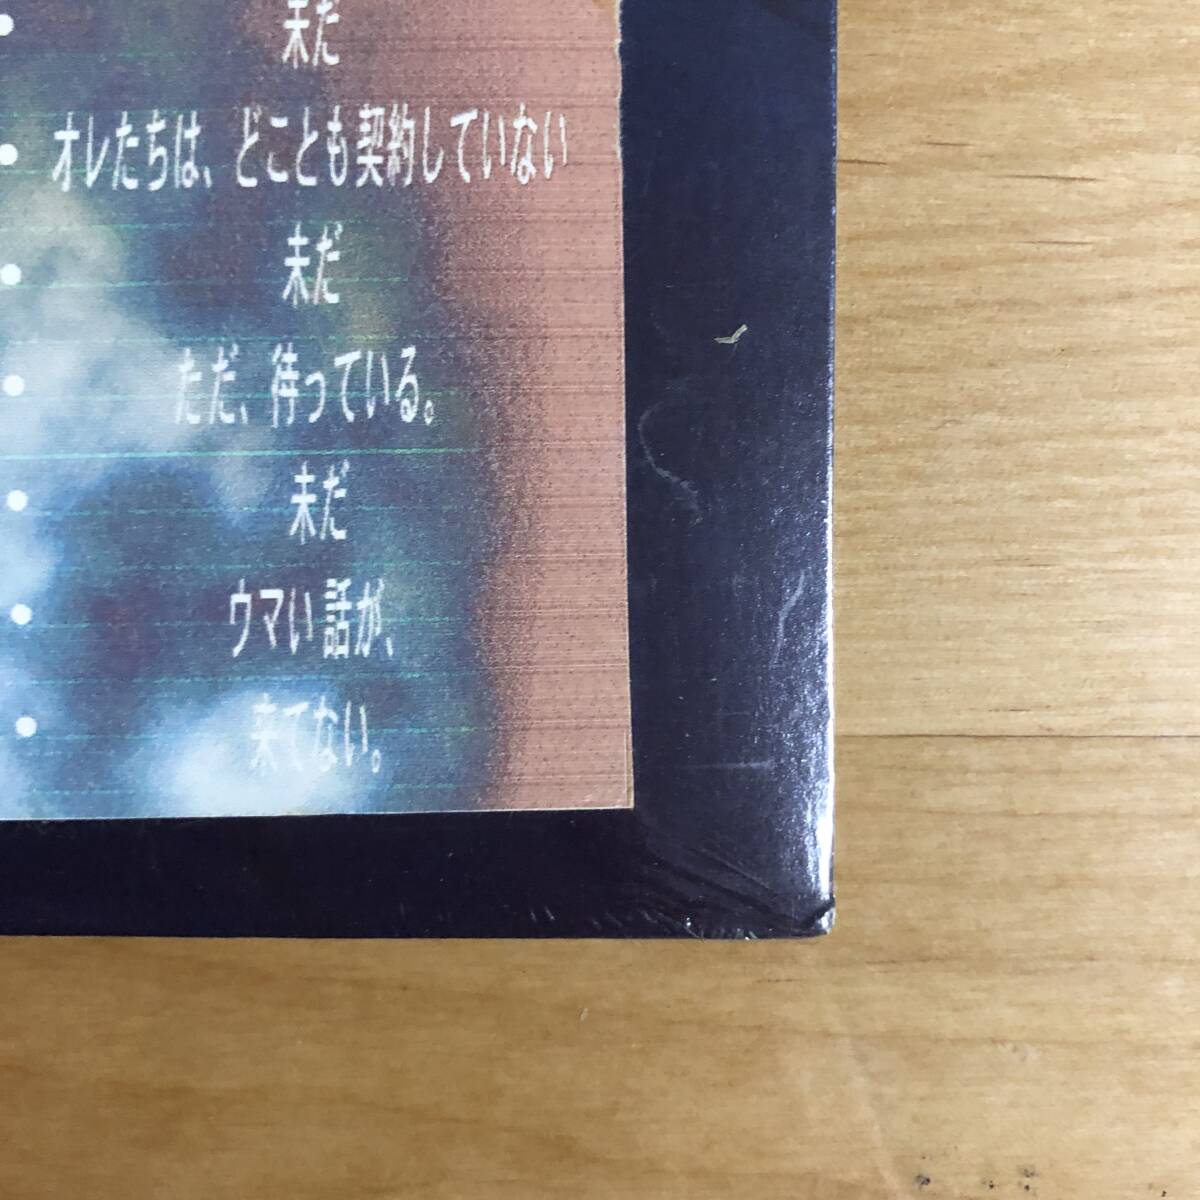 ・ 未だ
・ オレたちは、どことも契約していない
・ 未だ
・ ただ、待っている。
・ 未だ
・ ウマい話が、
・ 来てない。